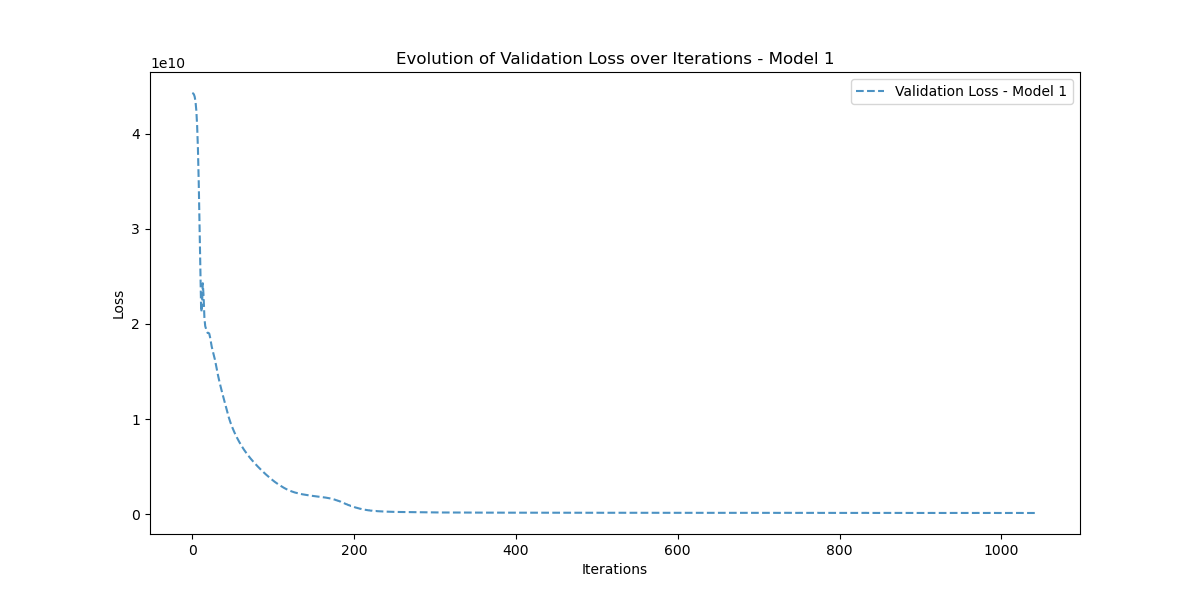 Evolution of Validation Loss over Iterations - Model 1
1e10
Validation Loss - Model 1
4
3
2
1
0
Loss
0 200 400 600 800 1000
Iterations